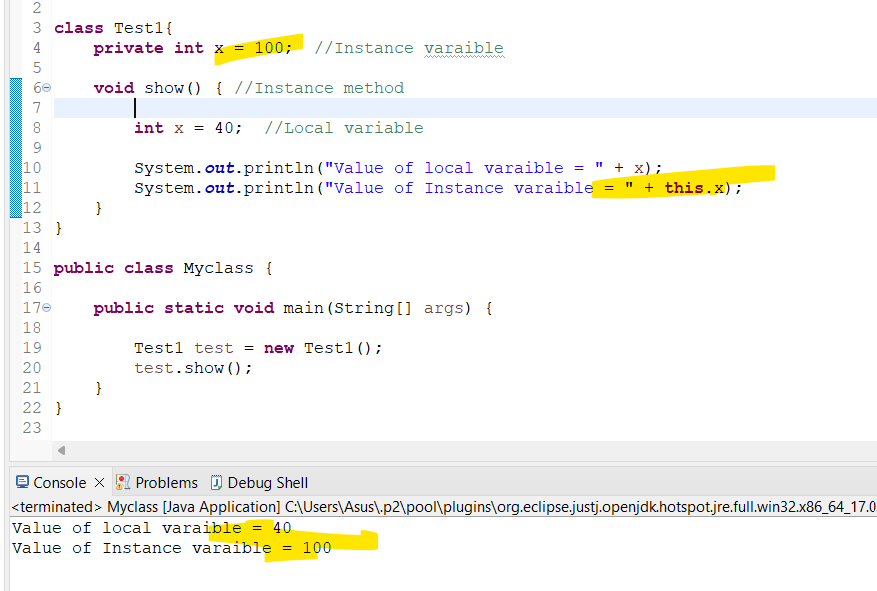 2
3 class Test1{
4 private int x = 100; //Instance varaible
5
6 void show() { //Instance method
7
8 int x = 40; //Local variable
9
10 System.out.println("Value of local varaible = " + x);
11 System.out.println("Value of Instance varaible = " + this.x);
12 }
13 }
14
15 public class Myclass {
16
17 public static void main(String[] args) {
18
19 Test1 test = new Test1();
20 test.show();
21 }
22 }
23
Console Problems Debug Shell
<terminated> Myclass [Java Application] C:\Users\Asus\.p2\pool\plugins\org.eclipse.justj.openjdk.hotspot.jre.full.win32.x86_64_17.0
Value of local varaible = 40
Value of Instance varaible = 100